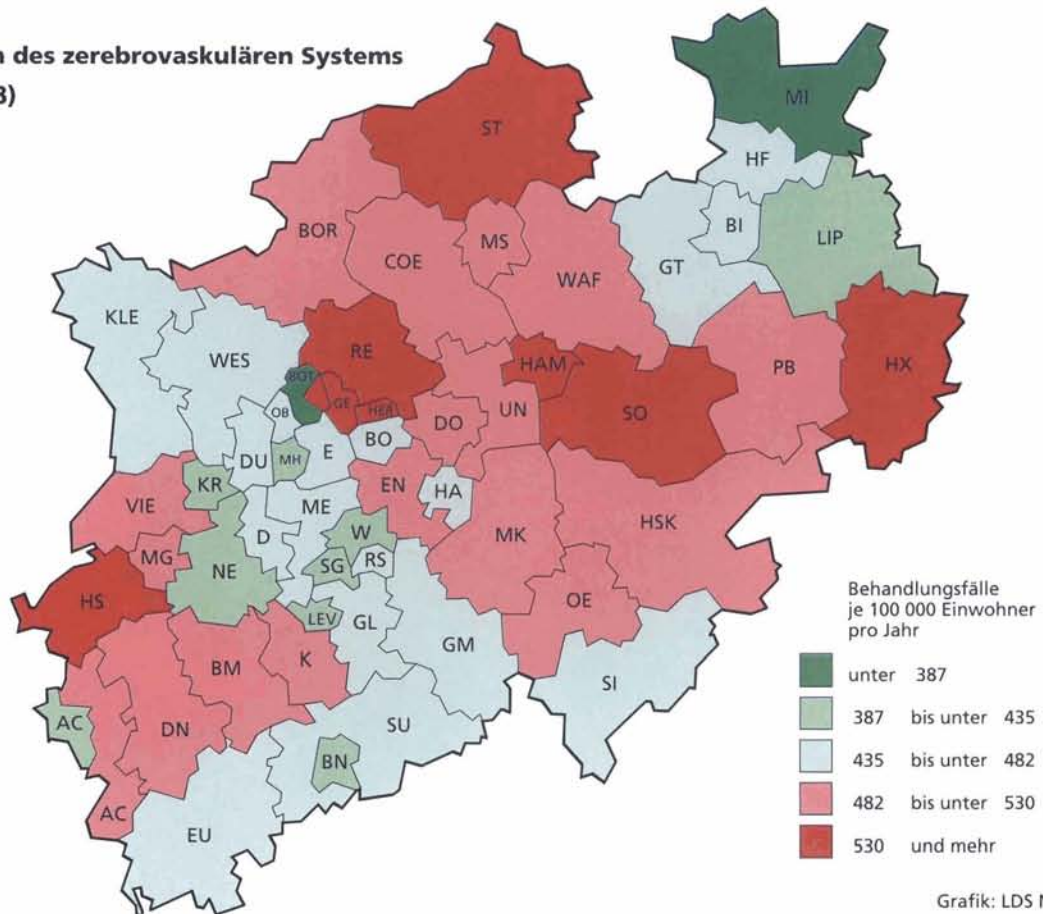 des zerebrovaskulären Systems
ST
MI
HF
BI
LIP
GT
BOR
COE
MS
WAF
KLE
WES
RE
HAM
SO
PB
HX
BOT
GE
HER
OB
BO
DO
UN
DU
MH
E
EN
HA
KR
VIE
ME
D
W
MK
HSK
MG
NE
SG
RS
OE
HS
LEV
GL
GM
BM
K
SI
AC
DN
SU
BN
AC
EU
Behandlungsfälle
je 100 000 Einwohner
pro Jahr
unter 387
387 bis unter 435
435 bis unter 482
482 bis unter 530
530 und mehr
Grafik: LDS